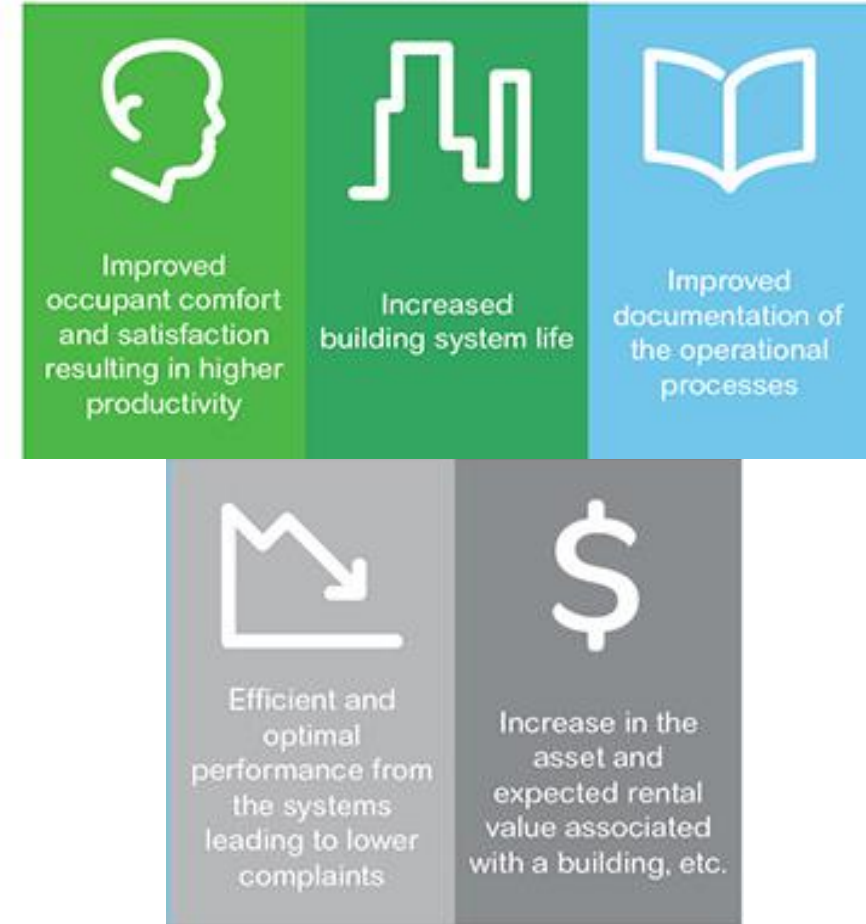 Improved
occupant comfort
and satisfaction
resulting in higher
productivity
Increased
building system life
Improved
documentation of
the operational
processes
Efficient and
optimal
performance from
the systems
leading to lower
complaints
$
Increase in the
asset and
expected rental
value associated
with a building, etc.